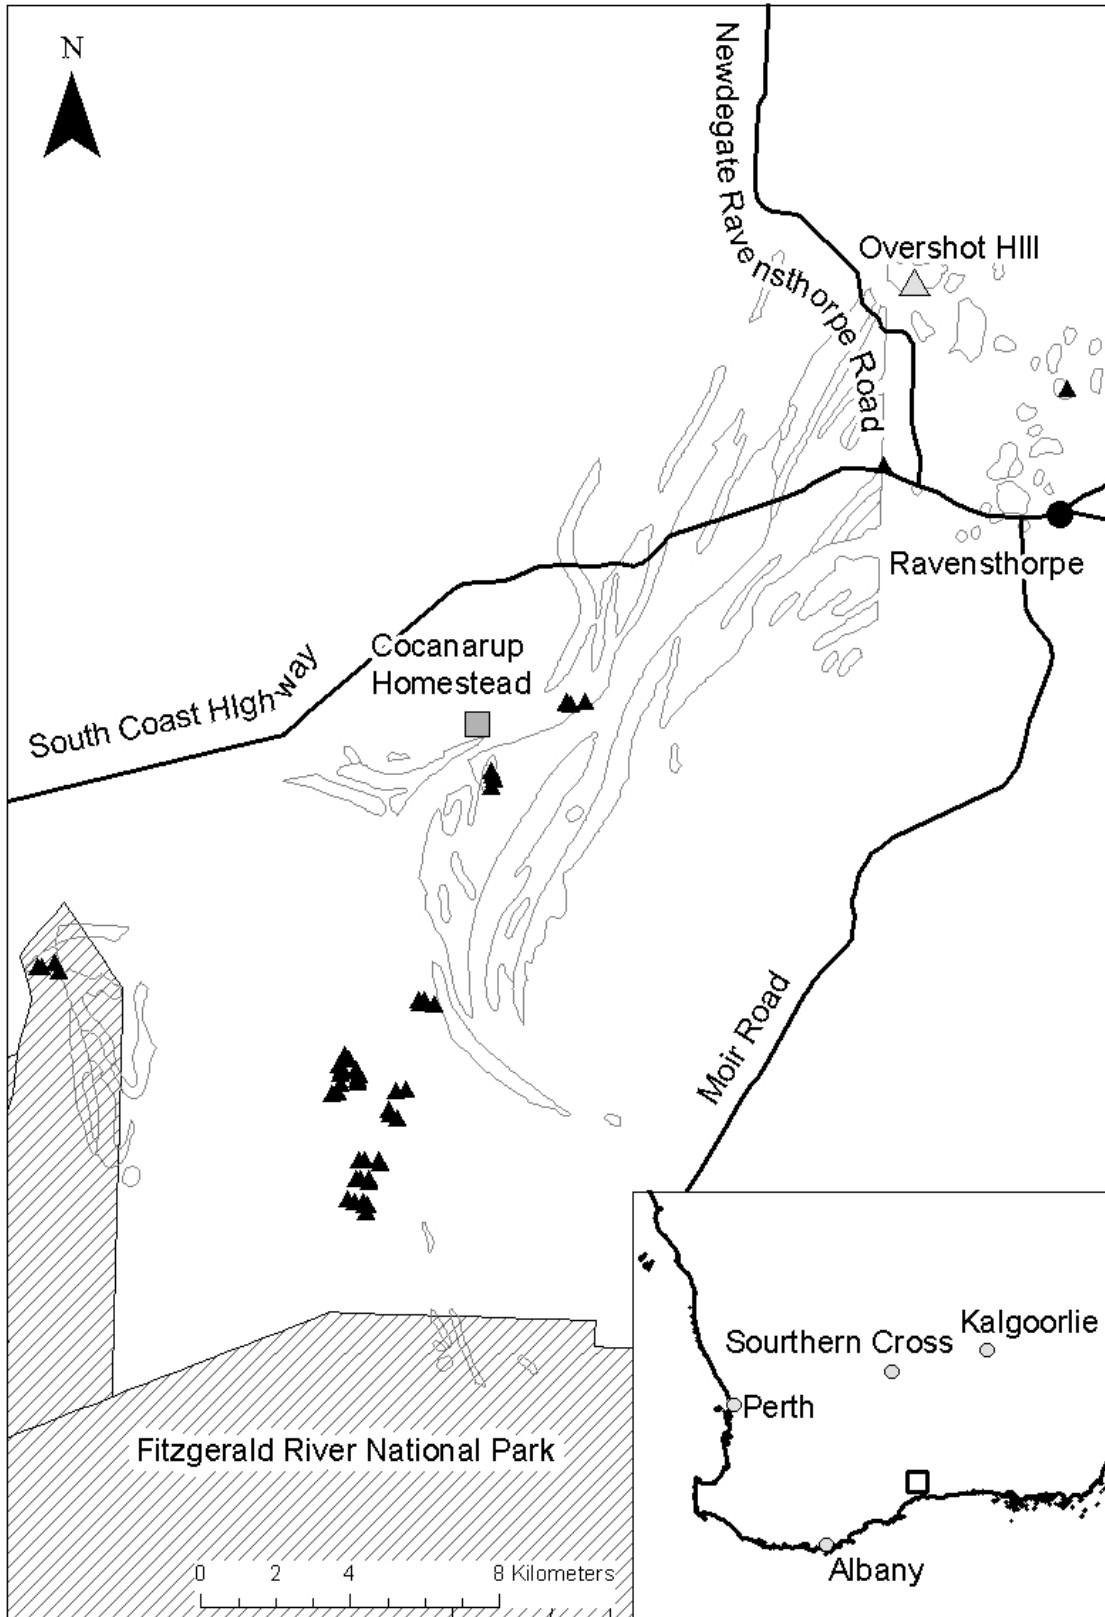 N
Newdegate Ravensthorpe Road
Overshot HIll
Ravensthorpe
Cocanarup
Homestead
South Coast HIghway
Moir Road
Kalgoorlie
Sourthern Cross
Perth
Albany
Fitzgerald River National Park
0 2 4 8 Kilometers